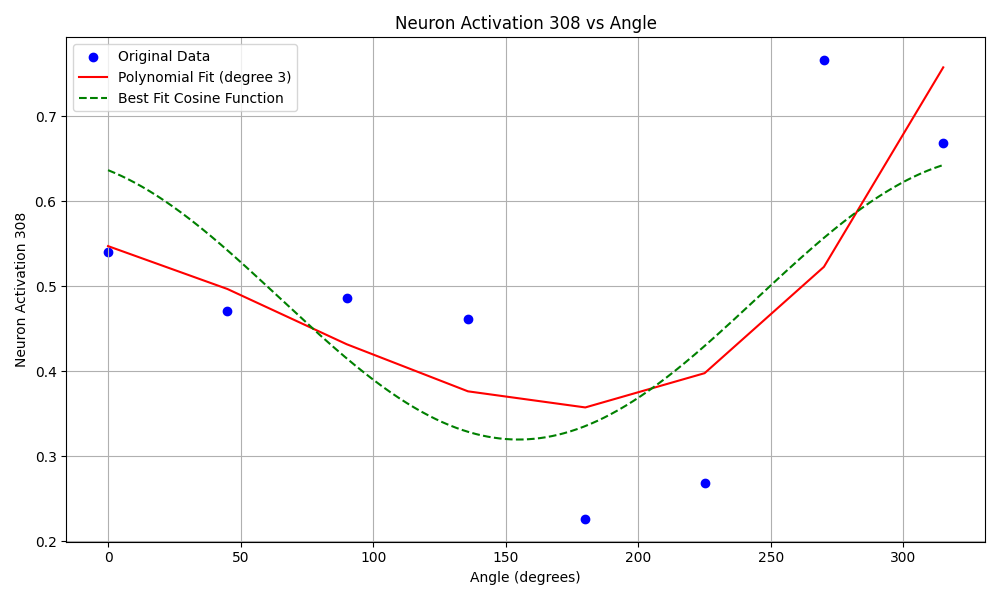 Neuron Activation 308 vs Angle
Original Data
Polynomial Fit (degree 3)
Best Fit Cosine Function
Neuron Activation 308
0.7
0.6
0.5
0.4
0.3
0.2
0 50 100 150 200 250 300
Angle (degrees)